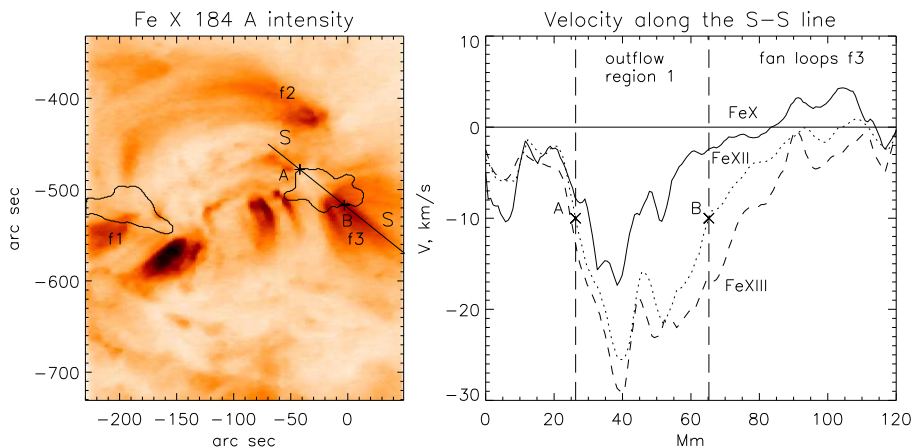 Fe X 184 A intensity
Velocity along the S-S line
arc sec
-400
-500
-600
-700
-200
-150
-100
-50
0
arc sec
f2
S
A
B
S
f1
f3
V, km/s
10
0
-10
-20
-30
0
20
40
60
80
100
120
Mm
outflow
region 1
fan loops f3
FeX
FeXII
A
B
FeXIII